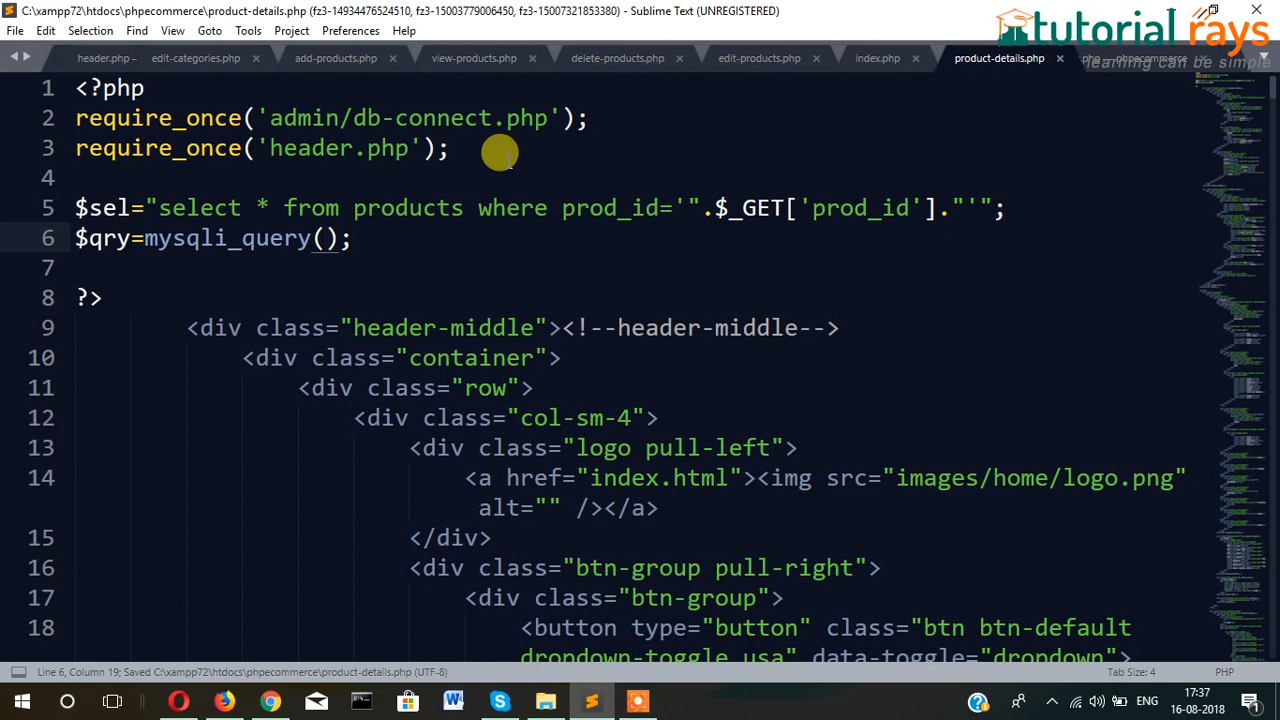 C:\xampp72\htdocs\phpecommerce\product-details.php (fz3-14934476524510, fz3-15003779006450, fz3-15007321853380) - Sublime Text (UNREGISTERED)
File Edit Selection Find View Goto Tools Project Preferences Help
tutorial rays
learning can be simple
header.php – edit-categories.php add-products.php view-products.php delete-products.php edit-products.php index.php product-details.php php phpecommerce
1 <?php
2 require_once('admin/db-connect.php');
3 require_once('header.php');
4
5 $sel="select * from products where prod_id='".$_GET['prod_id']."'";
6 $qry=mysqli_query();
7
8 ?>
9 <div class="header-middle"><!--header-middle-->
10 <div class="container">
11 <div class="row">
12 <div class="col-sm-4">
13 <div class="logo pull-left">
14 <a href="index.html"><img src="images/home/logo.png"
alt="" /></a>
15 </div>
16 <div class="btn-group pull-right">
17 <div class="btn-group">
18 button type="button" class="btn btn-default
dropdown-toggle usa" data-toggle="dropdown">
Line 6, Column 19; Saved C:\xampp72\htdocs\phpecommerce\product-details.php (UTF-8) Tab Size: 4 PHP
ENG 17:37
16-08-2018